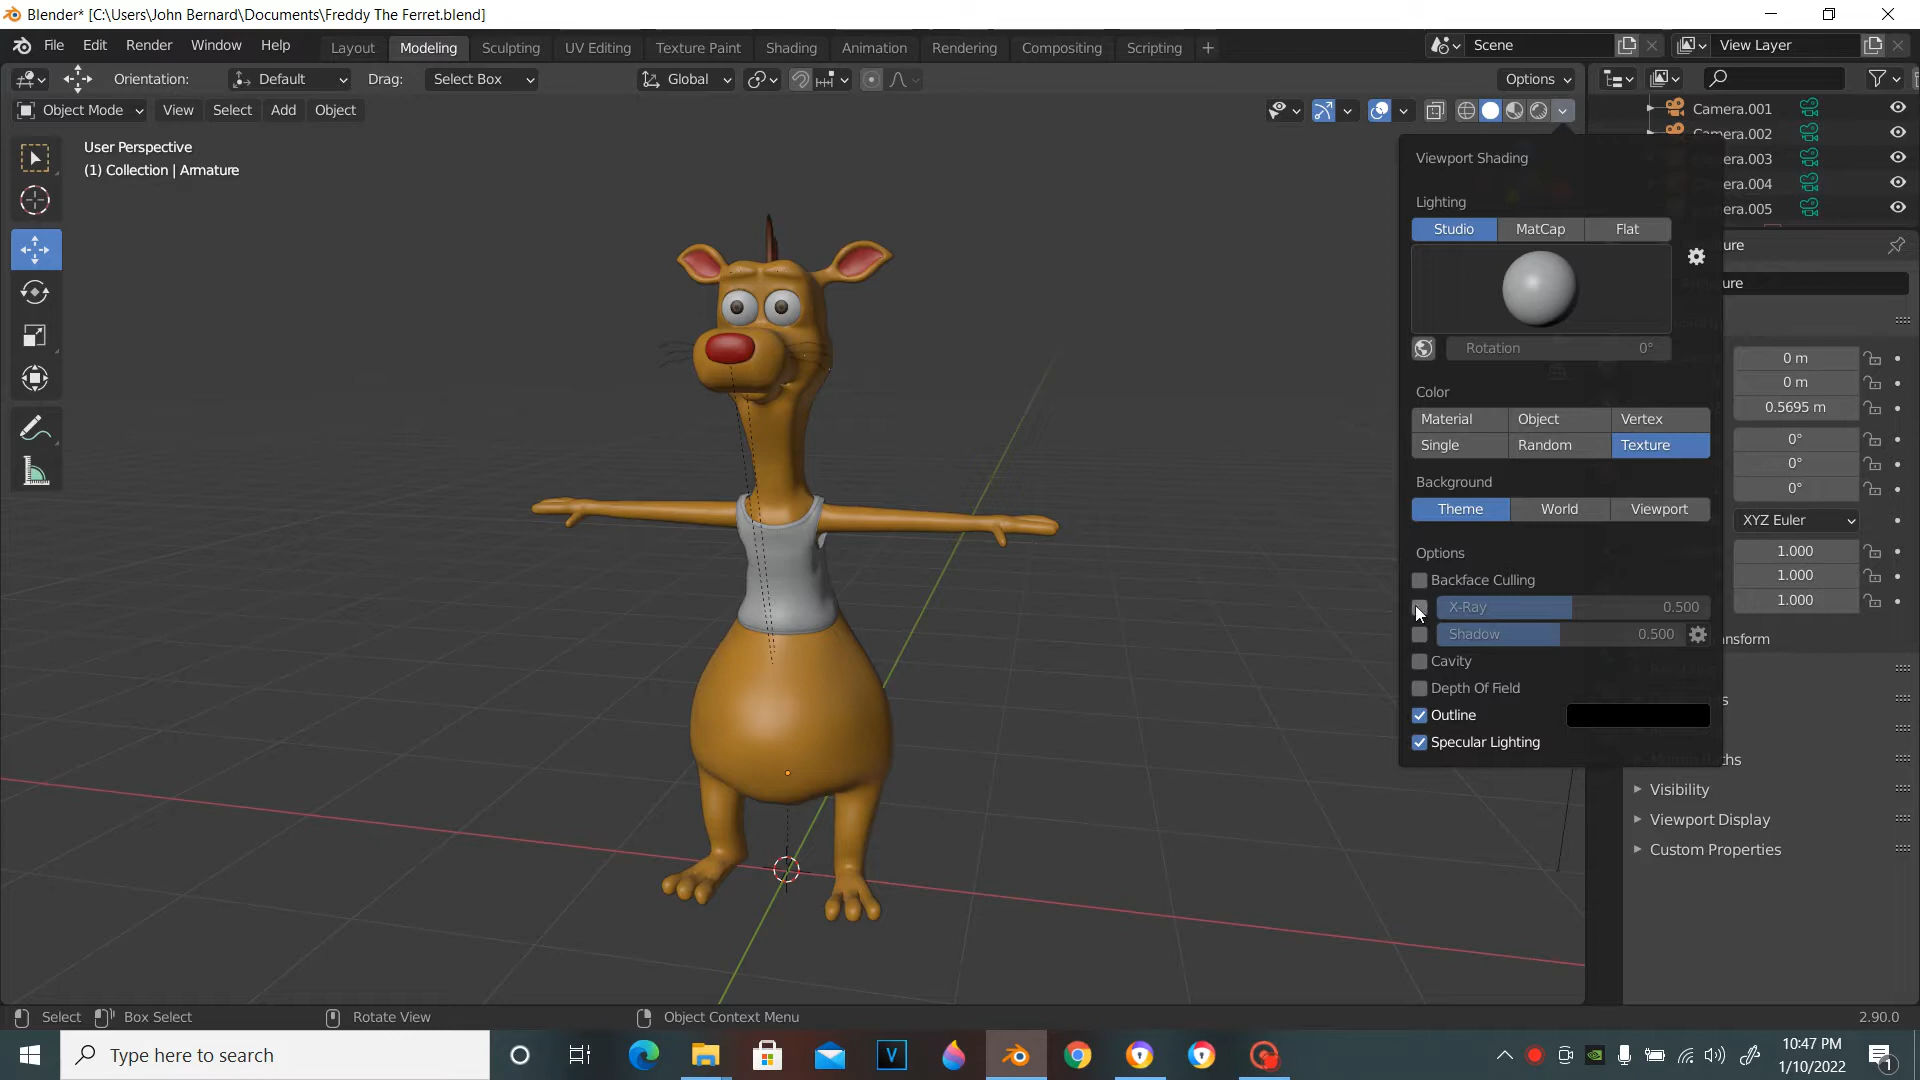 Blender* [C:\Users\John Bernard\Documents\Freddy The Ferret.blend]
File Edit Render Window Help Layout Modeling Sculpting UV Editing Texture Paint Shading Animation Rendering Compositing Scripting + Scene View Layer
Orientation: Default Drag: Select Box Global Options
Object Mode View Select Add Object
User Perspective
(1) Collection | Armature
Camera.001
Camera.002
era.003
era.004
era.005
Viewport Shading
Lighting
Studio MatCap Flat
Rotation 0°
Color
Material Object Vertex
Single Random Texture
Background
Theme World Viewport
Options
Backface Culling
X-Ray 0.500
Shadow 0.500
Cavity
Depth Of Field
Outline
Specular Lighting
ure
ure
0 m
0 m
0.5695 m
0°
0°
0°
XYZ Euler
1.000
1.000
1.000
nsform
s
ths
Visibility
Viewport Display
Custom Properties
Select Box Select Rotate View Object Context Menu 2.90.0
Type here to search
V
10:47 PM
1/10/2022
1